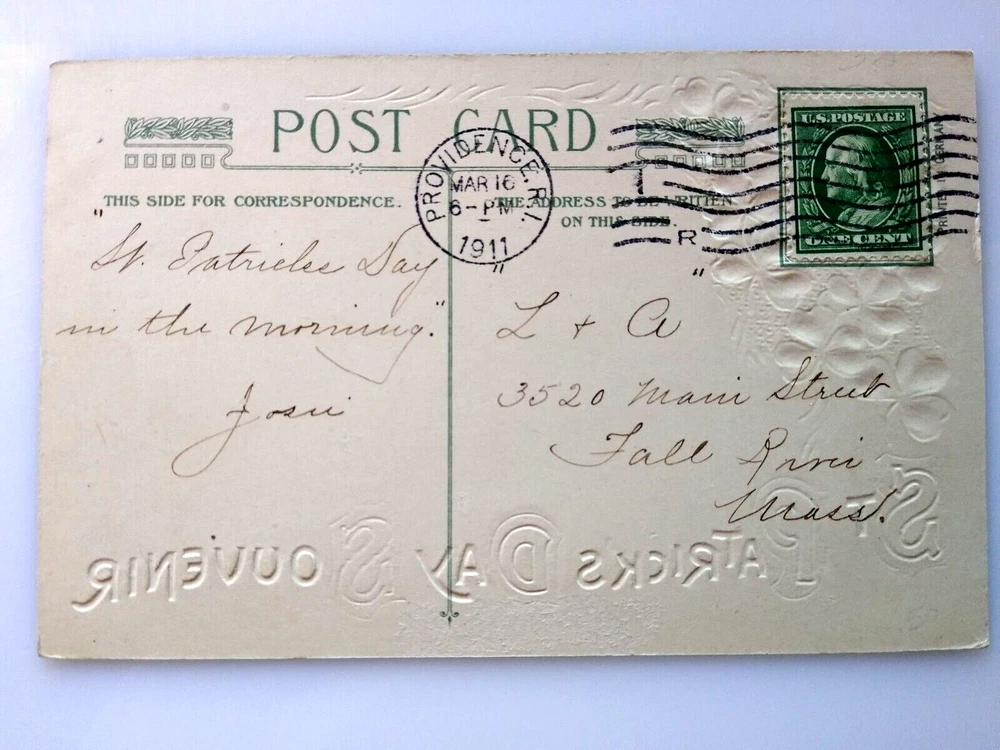 POST CARD
THIS SIDE FOR CORRESPONDENCE.
THE ADDRESS TO BE WRITTEN
ON THIS SIDE.
PROVIDENCE, R.I.
MAR 16
6-PM
1911
R
U.S. POSTAGE
ONE CENT
"St. Patricks Day"
in the morning."
Josie
"L + A"
3520 Main Street
Fall River
Mass.
ST PATRICK'S DAY SOUVENIR